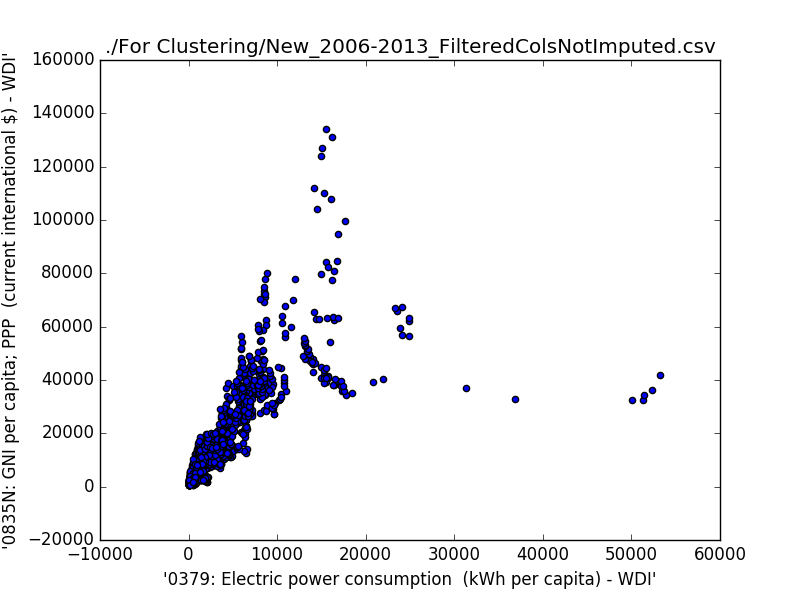 ./For Clustering/New_2006-2013_FilteredColsNotImputed.csv
'0835N: GNI per capita; PPP  (current international $) - WDI'
160000
140000
120000
100000
80000
60000
40000
20000
0
−20000
−10000 0 10000 20000 30000 40000 50000 60000
'0379: Electric power consumption  (kWh per capita) - WDI'